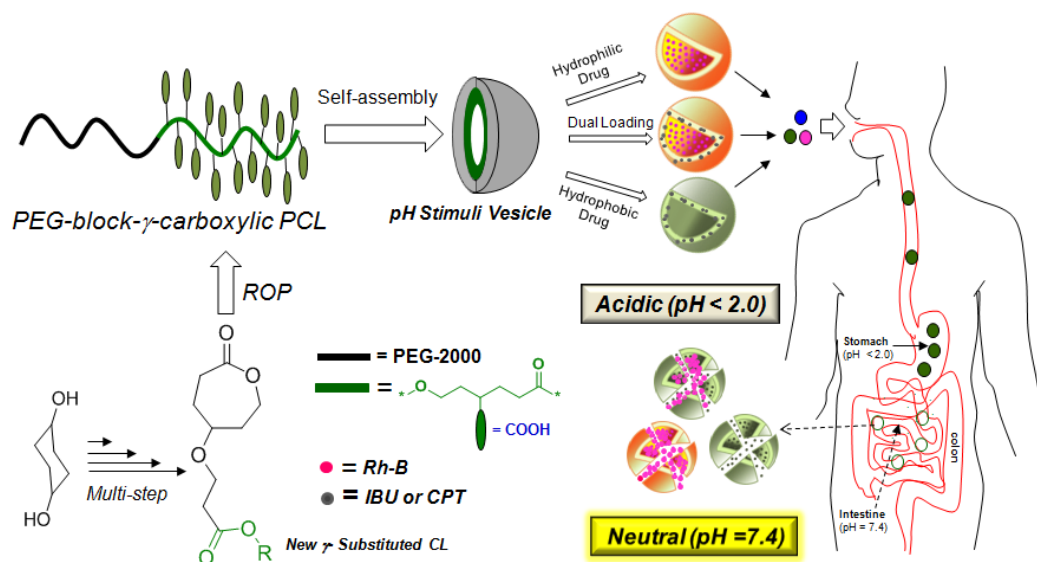 Self-assembly
PEG-block-γ-carboxylic PCL
pH Stimuli Vesicle
Hydrophilic
Drug
Dual Loading
Hydrophobic
Drug
ROP
Acidic (pH < 2.0)
Stomach
(pH <2.0)
colon
Intestine
(pH = 7.4)
= PEG-2000
=
O
O
*
*
= COOH
= Rh-B
= IBU or CPT
Neutral (pH =7.4)
OH
HO
Multi-step
O
O
O
O
O
R
New γ- Substituted CL